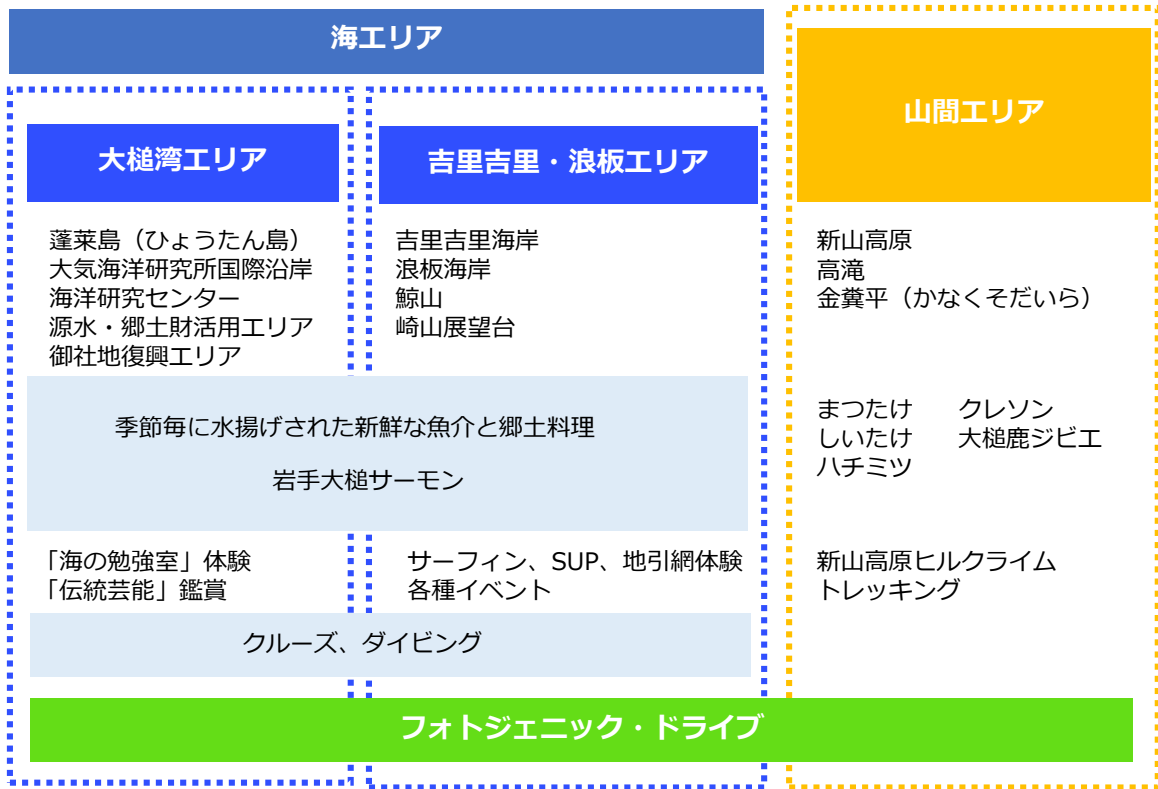 海エリア
大槌湾エリア
蓬莱島（ひょうたん島）
大気海洋研究所国際沿岸
海洋研究センター
源水・郷土財活用エリア
御社地復興エリア
吉里吉里・浪板エリア
吉里吉里海岸
浪板海岸
鯨山
崎山展望台
季節毎に水揚げされた新鮮な魚介と郷土料理
岩手大槌サーモン
「海の勉強室」体験
「伝統芸能」鑑賞
サーフィン、SUP、地引網体験
各種イベント
クルーズ、ダイビング
山間エリア
新山高原
高滝
金糞平（かなくそだいら）
まつたけ　クレソン
しいたけ　大槌鹿ジビエ
ハチミツ
新山高原ヒルクライム
トレッキング
フォトジェニック・ドライブ